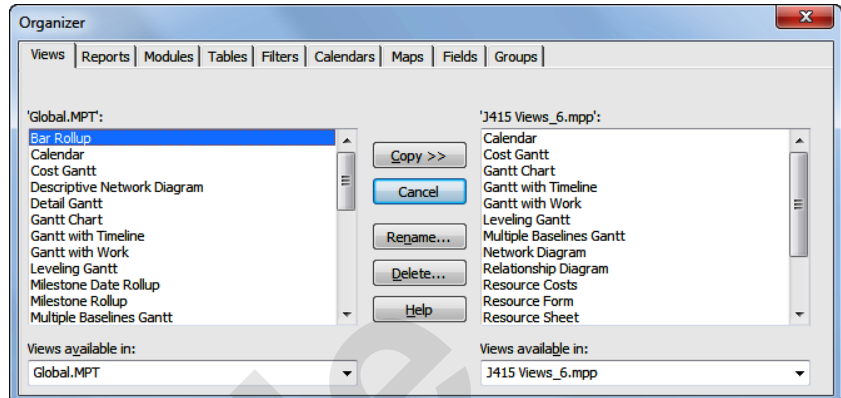 Organizer
Views Reports Modules Tables Filters Calendars Maps Fields Groups
'Global.MPT':
Bar Rollup
Calendar
Cost Gantt
Descriptive Network Diagram
Detail Gantt
Gantt Chart
Gantt with Timeline
Gantt with Work
Leveling Gantt
Milestone Date Rollup
Milestone Rollup
Multiple Baselines Gantt
Copy >>
Cancel
Rename...
Delete...
Help
'J415 Views_6.mpp':
Calendar
Cost Gantt
Gantt Chart
Gantt with Timeline
Gantt with Work
Leveling Gantt
Multiple Baselines Gantt
Network Diagram
Relationship Diagram
Resource Costs
Resource Form
Resource Sheet
Views available in:
Global.MPT
Views available in:
J415 Views_6.mpp